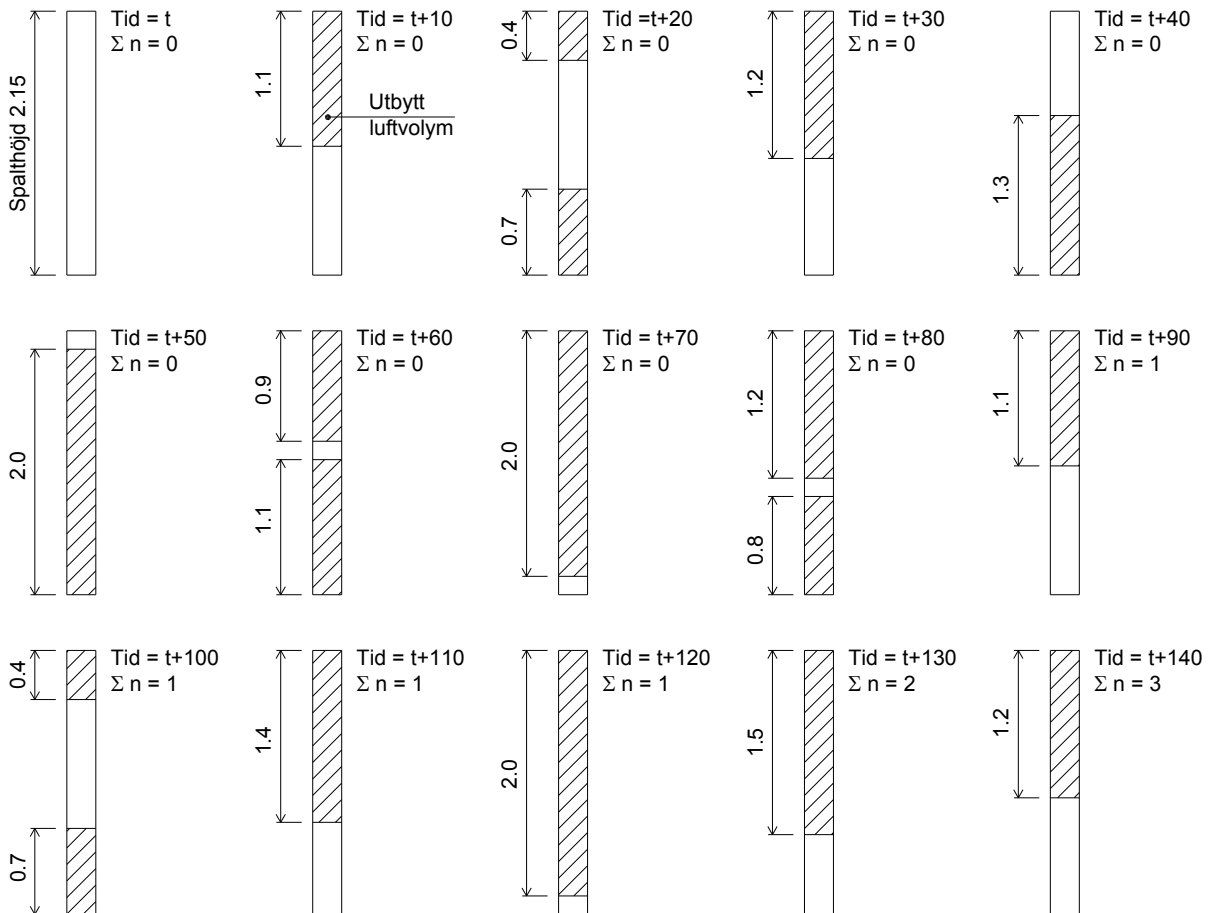 Spalthöjd 2.15
Tid = t
Σ n = 0
1.1
Tid = t+10
Σ n = 0
Utbytt
luftvolym
0.4
0.7
Tid =t+20
Σ n = 0
1.2
Tid = t+30
Σ n = 0
1.3
Tid = t+40
Σ n = 0
2.0
Tid = t+50
Σ n = 0
0.9
1.1
Tid = t+60
Σ n = 0
2.0
Tid = t+70
Σ n = 0
1.2
0.8
Tid = t+80
Σ n = 0
1.1
Tid = t+90
Σ n = 1
0.4
0.7
Tid = t+100
Σ n = 1
1.4
Tid = t+110
Σ n = 1
2.0
Tid = t+120
Σ n = 1
1.5
Tid = t+130
Σ n = 2
1.2
Tid = t+140
Σ n = 3